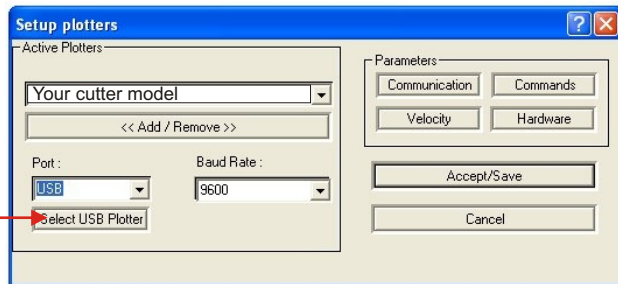 Setup plotters
Active Plotters
Your cutter model
<< Add / Remove >>
Port :
Baud Rate :
USB
9600
Select USB Plotter
Parameters
Communication
Commands
Velocity
Hardware
Accept/Save
Cancel